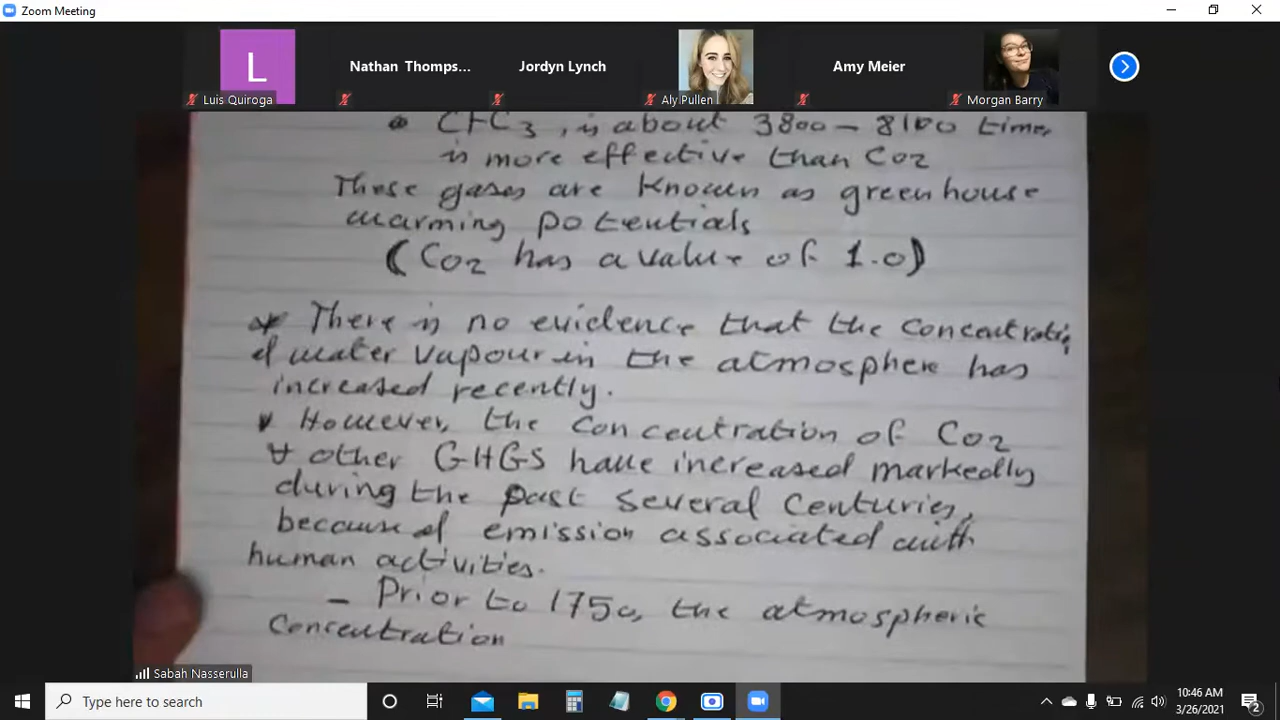 Zoom Meeting
L
Luis Quiroga
Nathan Thomps...
Jordyn Lynch
Aly Pullen
Amy Meier
Morgan Barry
CFC3, is about 3800 - 8100 time,
is more effective than CO2
These gases are known as greenhouse
warming potentials
(CO2 has a value of 1.0)
* There is no evidence that the concentration
of water vapour in the atmosphere has
increased recently.
However, the concentration of CO2
& other GHGS have increased markedly
during the past several centuries,
because of emission associated with
human activities.
- Prior to 1750, the atmospheric
concentration
Sabah Nasserulla
Type here to search
10:46 AM
3/26/2021
2